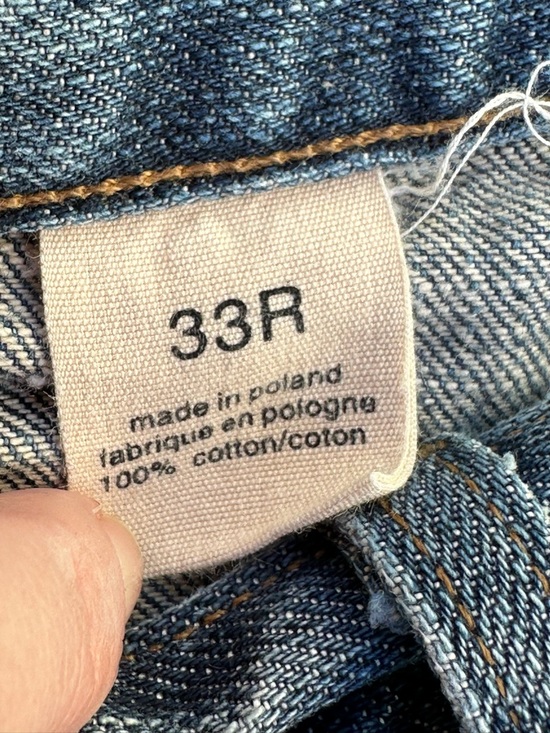 33R
made in poland
fabrique en pologne
100% cotton/coton